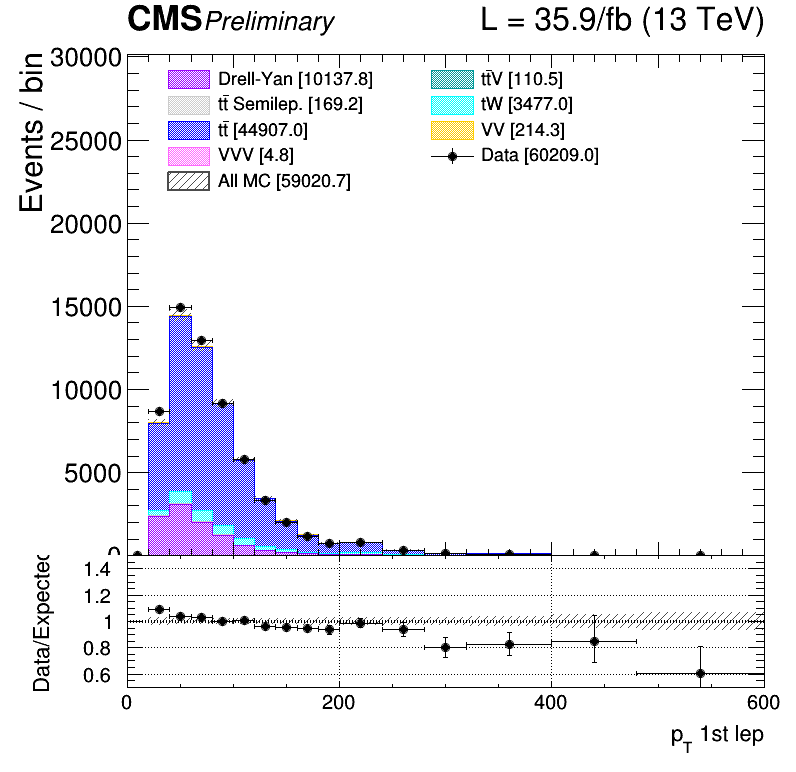 CMS Preliminary L = 35.9/fb (13 TeV)
Events / bin
30000
25000
20000
15000
10000
5000
0
Drell-Yan [10137.8]
tt̄ Semilep. [169.2]
tt̄ [44907.0]
VVV [4.8]
All MC [59020.7]
tt̄V [110.5]
tW [3477.0]
VV [214.3]
Data [60209.0]
Data/Expected
1.4
1.2
1
0.8
0.6
0 200 400 600
p_T 1st lep